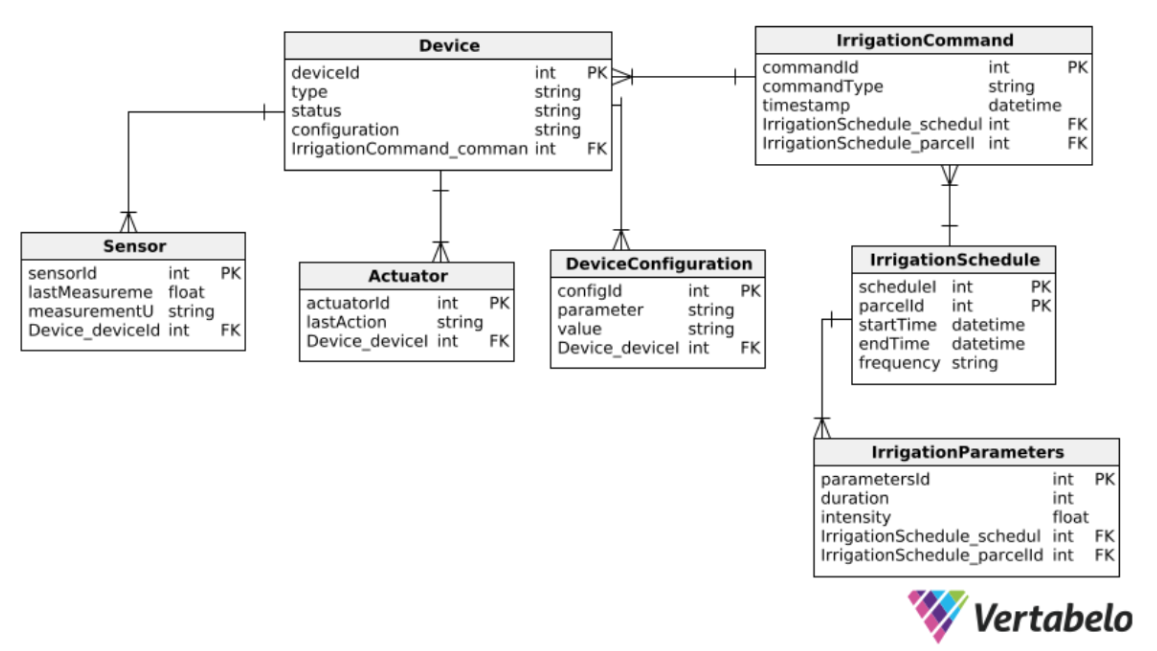 Device
deviceId int PK
type string
status string
configuration string
IrrigationCommand_comman int FK
IrrigationCommand
commandId int PK
commandType string
timestamp datetime
IrrigationSchedule_schedul int FK
IrrigationSchedule_parcelI int FK
Sensor
sensorId int PK
lastMeasureme float
measurementU string
Device_deviceId int FK
Actuator
actuatorId int PK
lastAction string
Device_deviceI int FK
DeviceConfiguration
configId int PK
parameter string
value string
Device_deviceI int FK
IrrigationSchedule
scheduleI int PK
parcelId int PK
startTime datetime
endTime datetime
frequency string
IrrigationParameters
parametersId int PK
duration int
intensity float
IrrigationSchedule_schedul int FK
IrrigationSchedule_parcelId int FK
Vertabelo